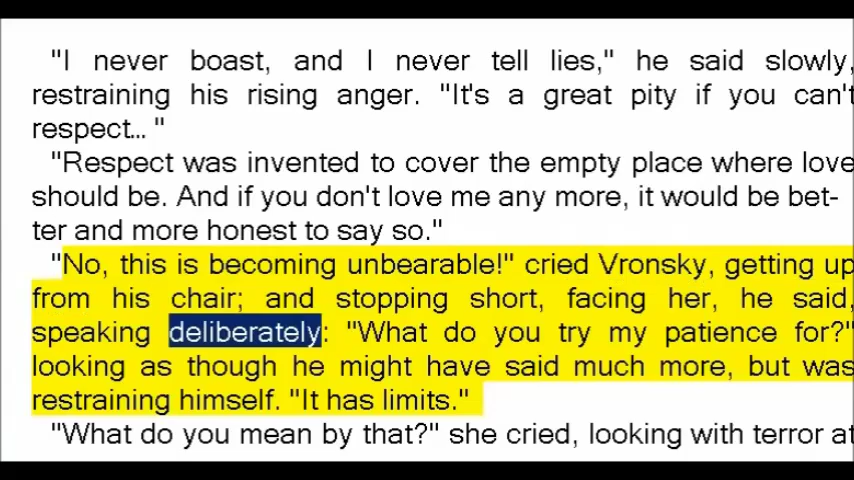 "I never boast, and I never tell lies," he said slowly,
restraining his rising anger. "It's a great pity if you can't
respect... "
"Respect was invented to cover the empty place where love
should be. And if you don't love me any more, it would be bet-
ter and more honest to say so."
"No, this is becoming unbearable!" cried Vronsky, getting up
from his chair; and stopping short, facing her, he said,
speaking deliberately: "What do you try my patience for?"
looking as though he might have said much more, but was
restraining himself. "It has limits."
"What do you mean by that?" she cried, looking with terror at